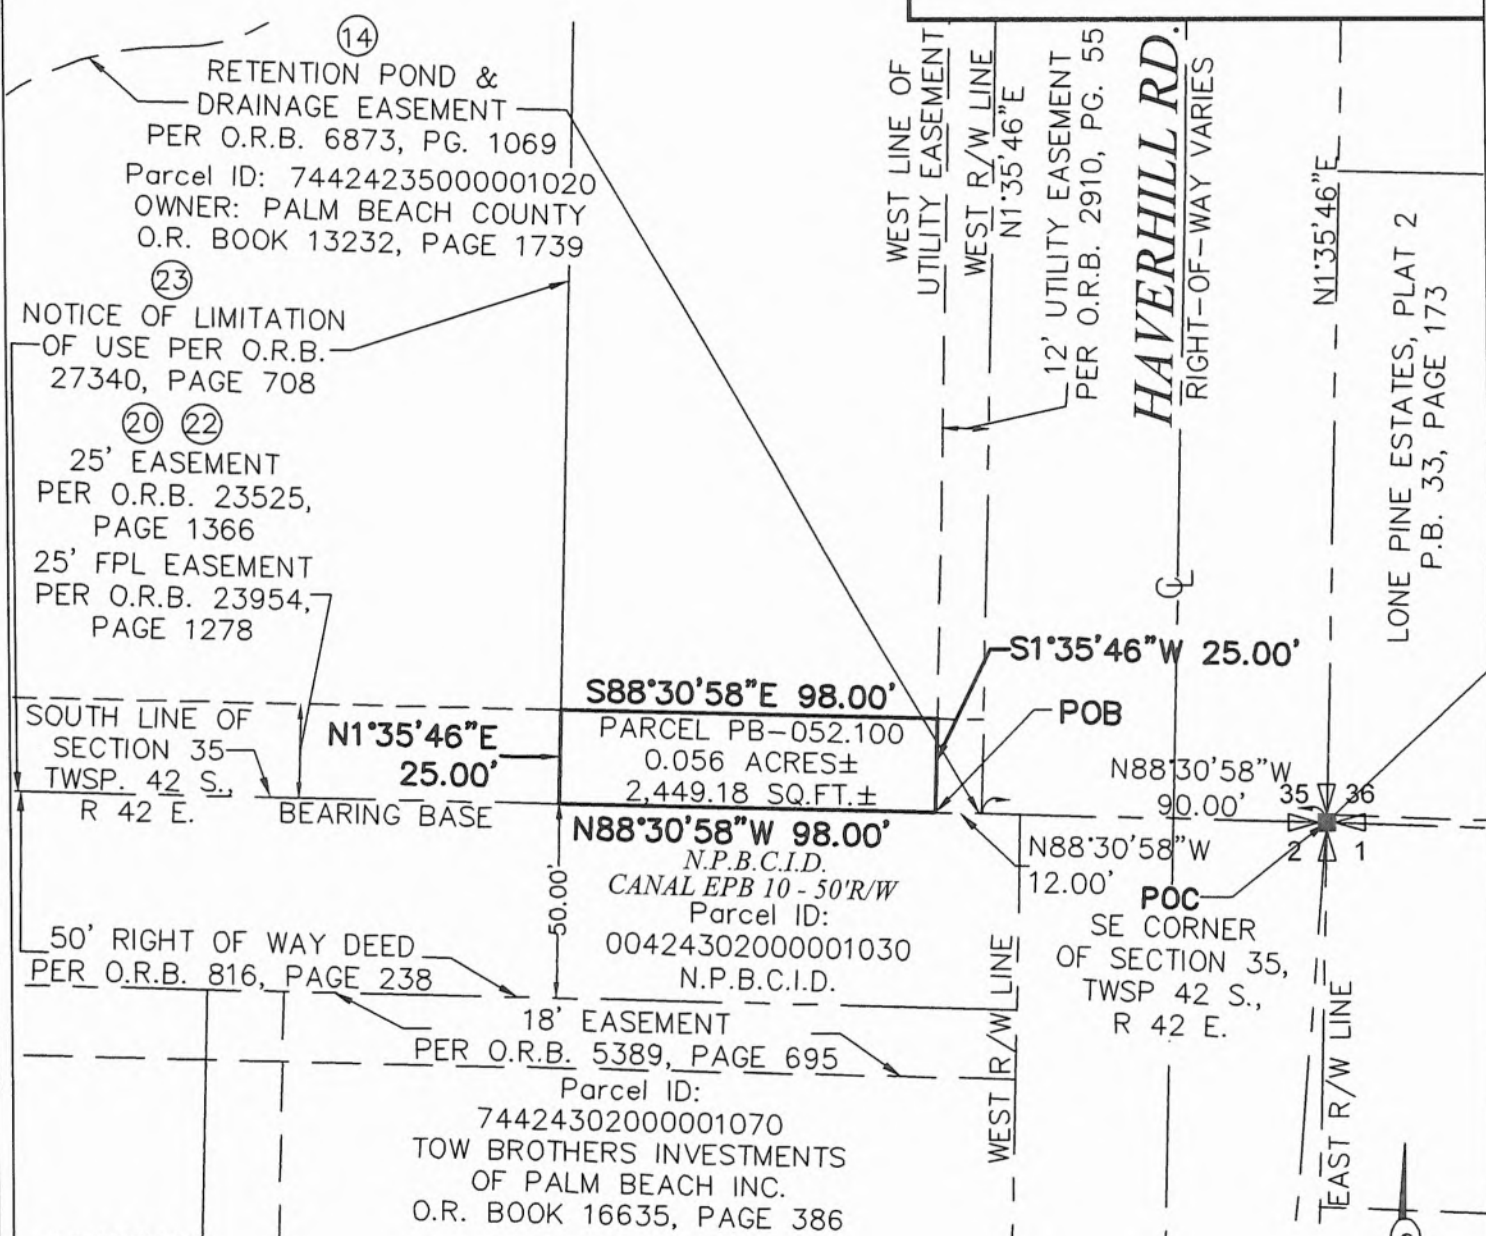 14
RETENTION POND &
DRAINAGE EASEMENT
PER O.R.B. 6873, PG. 1069
Parcel ID: 74424235000001020
OWNER: PALM BEACH COUNTY
O.R. BOOK 13232, PAGE 1739
23
NOTICE OF LIMITATION
OF USE PER O.R.B.
27340, PAGE 708
20 22
25' EASEMENT
PER O.R.B. 23525,
PAGE 1366
25' FPL EASEMENT
PER O.R.B. 23954,
PAGE 1278
SOUTH LINE OF
SECTION 35
TWSP. 42 S.,
R 42 E.
BEARING BASE
N1°35'46"E
25.00'
S88°30'58"E 98.00'
PARCEL PB-052.100
0.056 ACRES±
2,449.18 SQ.FT.±
N88°30'58"W 98.00'
N.P.B.C.I.D.
CANAL EPB 10 - 50'R/W
Parcel ID:
00424302000001030
N.P.B.C.I.D.
50.00'
50' RIGHT OF WAY DEED
PER O.R.B. 816, PAGE 238
18' EASEMENT
PER O.R.B. 5389, PAGE 695
Parcel ID:
74424302000001070
TOW BROTHERS INVESTMENTS
OF PALM BEACH INC.
O.R. BOOK 16635, PAGE 386
WEST LINE OF
UTILITY EASEMENT
WEST R/W LINE
N1°35'46"E
12' UTILITY EASEMENT
PER O.R.B. 2910, PG. 55
HAVERHILL RD.
RIGHT-OF-WAY VARIES
CL
N1°35'46"E
LONE PINE ESTATES, PLAT 2
P.B. 33, PAGE 173
S1°35'46"W 25.00'
POB
N88°30'58"W
90.00'
35 36
2 1
N88°30'58"W
12.00'
POC
SE CORNER
OF SECTION 35,
TWSP 42 S.,
R 42 E.
WEST R/W LINE
EAST R/W LINE